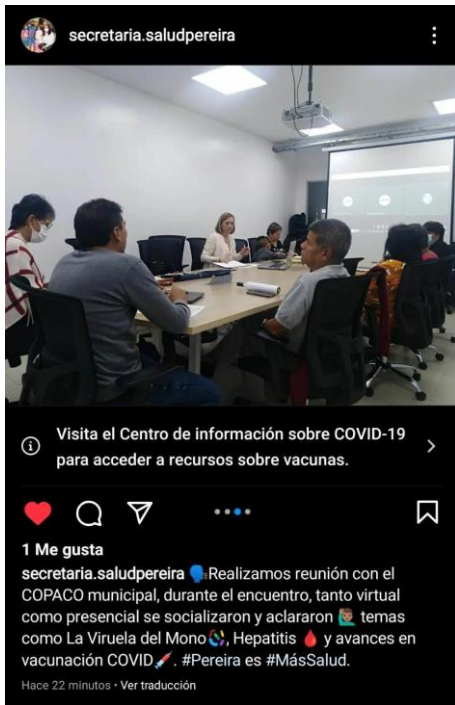 secretaria.saludpereira
Visita el Centro de información sobre COVID-19
para acceder a recursos sobre vacunas.
1 Me gusta
secretaria.saludpereira 🗣️Realizamos reunión con el
COPACO municipal, durante el encuentro, tanto virtual
como presencial se socializaron y aclararon 🙋🏽‍♂️ temas
como La Viruela del Mono🦠, Hepatitis 🩸 y avances en
vacunación COVID💉. #Pereira es #MásSalud.
Hace 22 minutos · Ver traducción